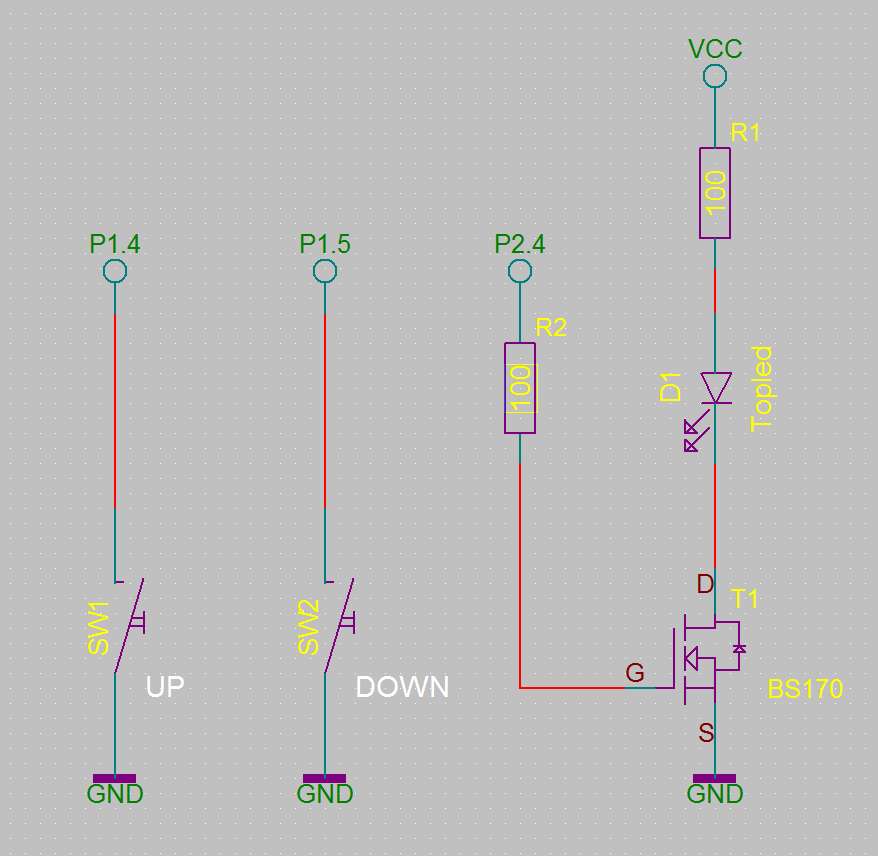 VCC
R1
100
P1.4
P1.5
P2.4
R2
100
D1
Topled
D
T1
SW1
SW2
G
UP
DOWN
BS170
S
GND
GND
GND